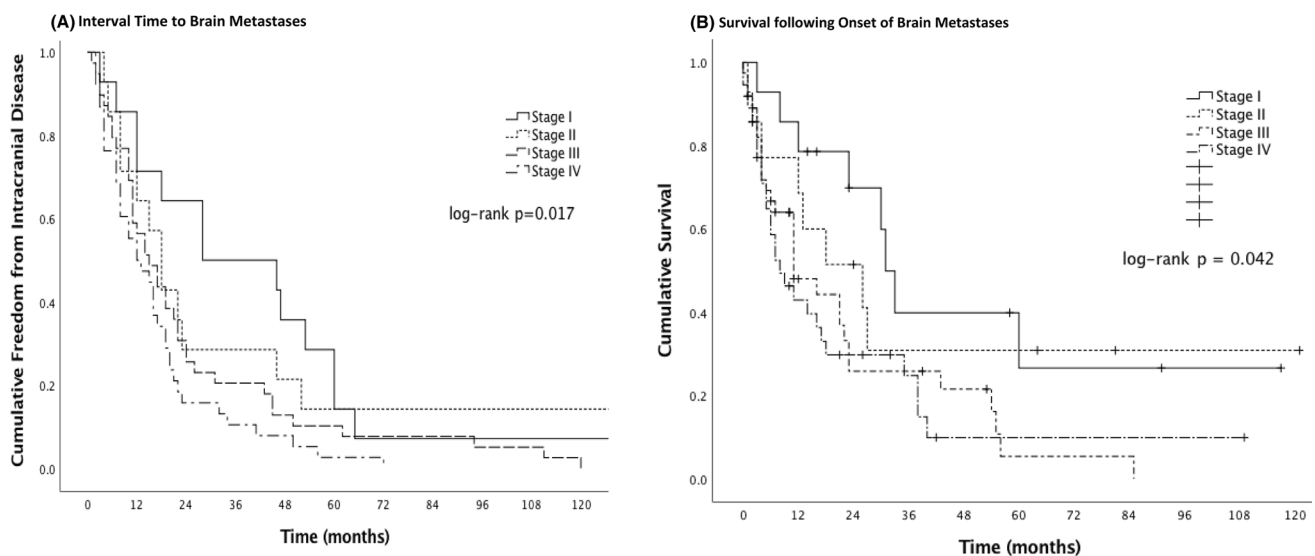 (A) Interval Time to Brain Metastases
Cumulative Freedom from Intracranial Disease
1.0
0.8
0.6
0.4
0.2
0.0
Stage I
Stage II
Stage III
Stage IV
log-rank p=0.017
0 12 24 36 48 60 72 84 96 108 120
Time (months)
(B) Survival following Onset of Brain Metastases
Cumulative Survival
1.0
0.8
0.6
0.4
0.2
0.0
Stage I
Stage II
Stage III
Stage IV
log-rank p = 0.042
0 12 24 36 48 60 72 84 96 108 120
Time (months)